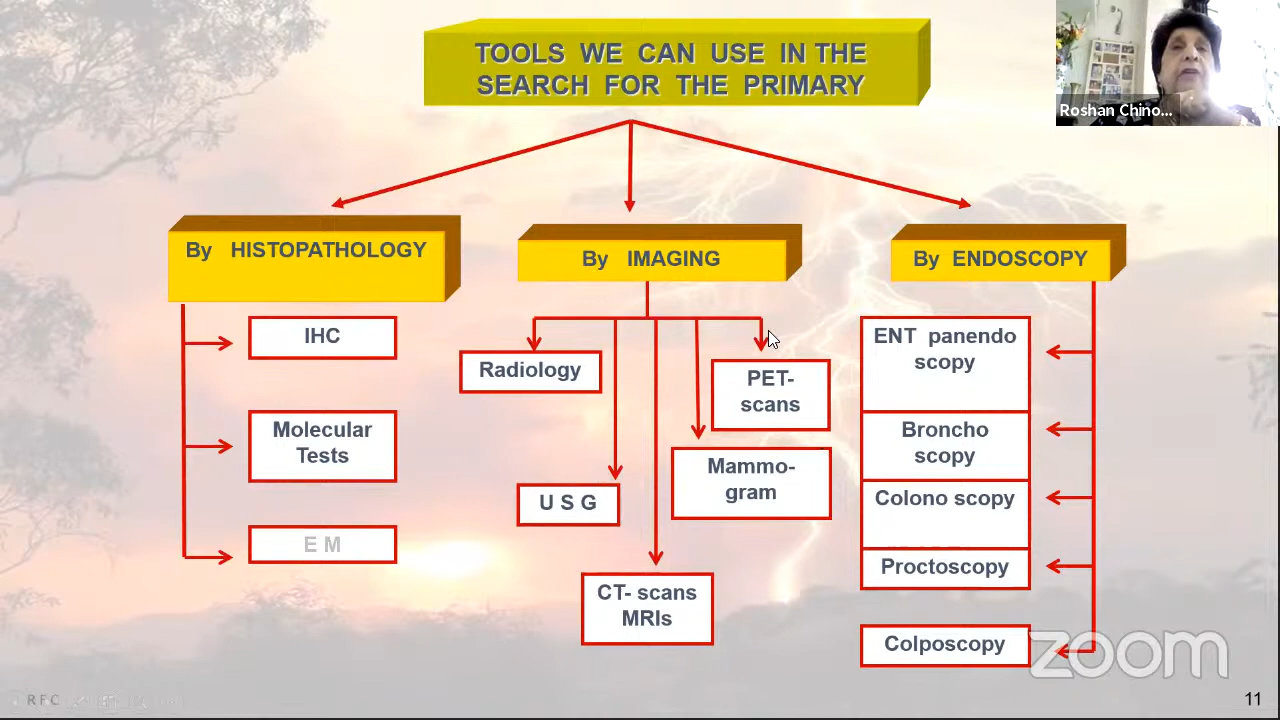 TOOLS WE CAN USE IN THE
SEARCH FOR THE PRIMARY
Roshan Chino...
By HISTOPATHOLOGY
IHC
Molecular
Tests
E M
By IMAGING
Radiology
U S G
CT- scans
MRIs
Mammo-
gram
PET-
scans
By ENDOSCOPY
ENT panendo
scopy
Broncho
scopy
Colono scopy
Proctoscopy
Colposcopy
zoom
RFC
11